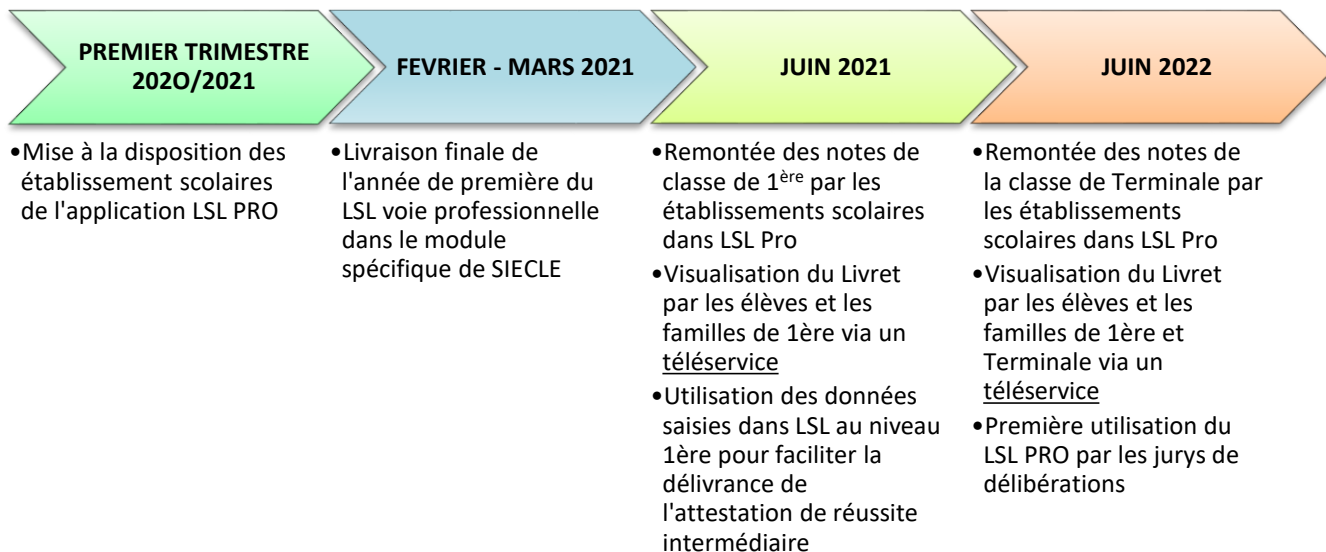 PREMIER TRIMESTRE
202O/2021
FEVRIER - MARS 2021
JUIN 2021
JUIN 2022
•Mise à la disposition des
établissement scolaires
de l'application LSL PRO
•Livraison finale de
l'année de première du
LSL voie professionnelle
dans le module
spécifique de SIECLE
•Remontée des notes de
classe de 1ère par les
établissements scolaires
dans LSL Pro
•Visualisation du Livret
par les élèves et les
familles de 1ère via un
téléservice
•Utilisation des données
saisies dans LSL au niveau
1ère pour faciliter la
délivrance de
l'attestation de réussite
intermédiaire
•Remontée des notes de
la classe de Terminale par
les établissements
scolaires dans LSL Pro
•Visualisation du Livret
par les élèves et les
familles de 1ère et
Terminale via un
téléservice
•Première utilisation du
LSL PRO par les jurys de
délibérations